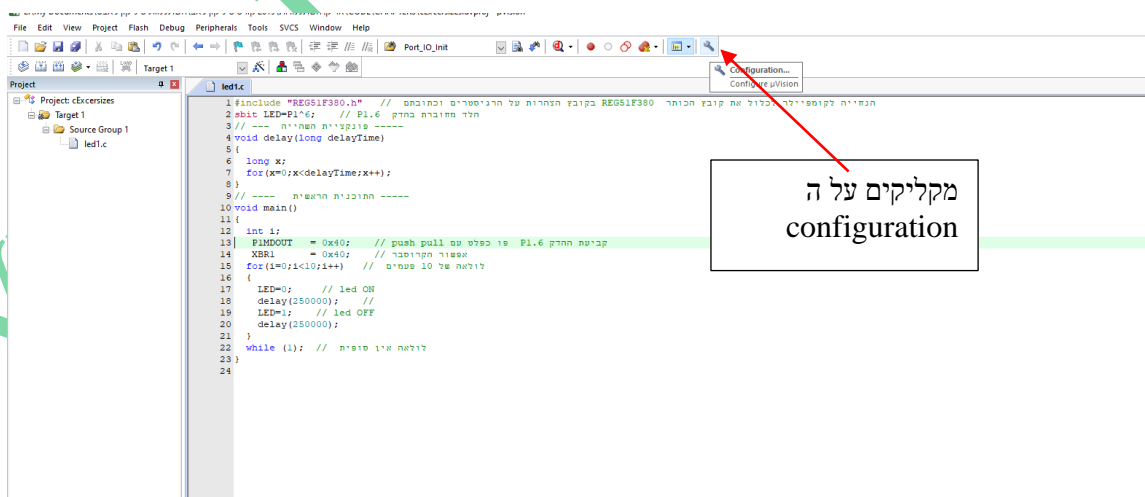 File Edit View Project Flash Debug Peripherals Tools SVCS Window Help
Port_IO_Init
Target 1
Configuration...
Configure µVision
Project
led1.c
Project: cExcersizes
Target 1
Source Group 1
led1.c
1 #include "REG51F380.h" // הנחייה לקומפיילר לכלול את קובץ הכותר REG51F380 בקובץ הצהרות על הרגיסטרים וכתובתם
2 sbit LED=P1^6; // הלד מחוברת בהדק P1.6
3 // --- פונקציית השהייה -----
4 void delay(long delayTime)
5 {
6 long x;
7 for(x=0;x<delayTime;x++);
8 }
9 // ---- התוכנית הראשית -----
10 void main()
11 {
12 int i;
13 P1MDOUT = 0x40; // push pull קביעת ההדק P1.6 פו כפלט עם
14 XBR1 = 0x40; // אפשור הקרוסבר
15 for(i=0;i<10;i++) // לולאה של 10 פעמים
16 {
17 LED=0; // led ON
18 delay(250000); //
19 LED=1; // led OFF
20 delay(250000);
21 }
22 while (1); // לולאה אין סופית
23 }
24
מקליקים על ה
configuration